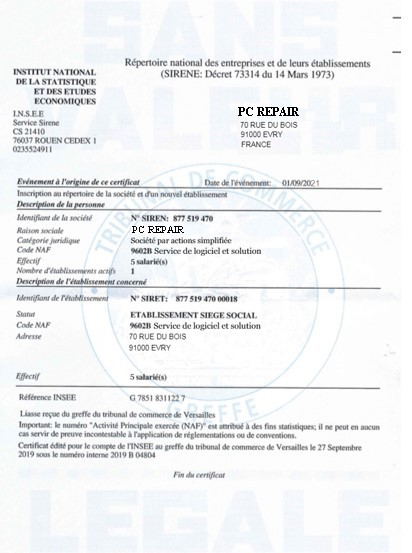 SANS
VALEUR
LEGALE
Répertoire national des entreprises et de leurs établissements
(SIRENE: Décret 73314 du 14 Mars 1973)
INSTITUT NATIONAL
DE LA STATISTIQUE
ET DES ETUDES
ECONOMIQUES
I.N.S.E.E
Service Sirene
CS 21410
76037 ROUEN CEDEX 1
0235524911
PC REPAIR
70 RUE DU BOIS
91000 EVRY
FRANCE
Evénement à l'origine de ce certificat Date de l'événement: 01/09/2021
Inscription au répertoire de la société et d'un nouvel établissement
Description de la personne
Identifiant de la société N° SIREN: 877 519 470
Raison sociale PC REPAIR
Catégorie juridique Société par actions simplifiée
Code NAF 9602B Service de logiciel et solution
Effectif 5 salarié(s)
Nombre d'établissements actifs 1
Description de l'établissement concerné
Identifiant de l'établissement N° SIRET: 877 519 470 00018
Statut ETABLISSEMENT SIEGE SOCIAL
Code NAF 9602B Service de logiciel et solution
Adresse 70 RUE DU BOIS
91000 EVRY
Effectif 5 salarié(s)
Référence INSEE G 7851 831122 7
Liasse reçue du greffe du tribunal de commerce de Versailles
Important: le numéro "Activité Principale exercée (NAF)" est attribué à des fins statistiques; il ne peut en aucun
cas servir de preuve incontestable à l'application de réglementations ou de conventions.
Certificat édité pour le compte de l'INSEE au greffe du tribunal de commerce de Versailles le 27 Septembre
2019 sous le numéro interne 2019 B 04804
Fin du certificat
TRIBUNAL DE COMMERCE
GREFFE